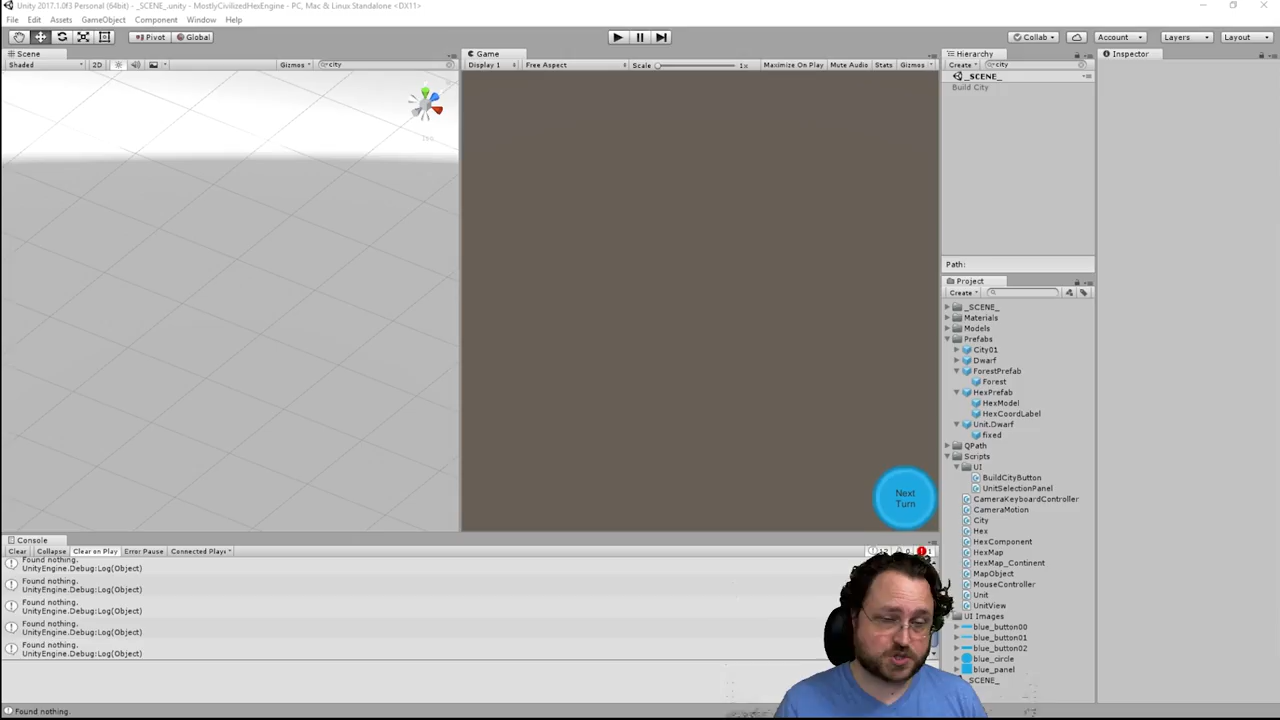 Unity 2017.1.0f3 Personal (64bit) - _SCENE_.unity - MostlyCivilizedHexEngine - PC, Mac & Linux Standalone <DX11>
File Edit Assets GameObject Component Window Help
Pivot Global Collab Account Layers Layout
Scene
Shaded 2D Gizmos city
Game
Display 1 Free Aspect Scale 1x Maximize On Play Mute Audio Stats Gizmos
Next
Turn
Hierarchy
Create city
_SCENE_
Build City
Path:
Project
Create
_SCENE_
Materials
Models
Prefabs
City01
Dwarf
ForestPrefab
Forest
HexPrefab
HexModel
HexCoordLabel
Unit.Dwarf
fixed
QPath
Scripts
UI
BuildCityButton
UnitSelectionPanel
CameraKeyboardController
CameraMotion
City
Hex
HexComponent
HexMap
HexMap_Continent
MapObject
MouseController
Unit
UnitView
UI Images
blue_button00
blue_button01
blue_button02
blue_circle
blue_panel
_SCENE_
Inspector
Console
Clear Collapse Clear on Play Error Pause Connected Playe
Found nothing.
UnityEngine.Debug:Log(Object)
Found nothing.
UnityEngine.Debug:Log(Object)
Found nothing.
UnityEngine.Debug:Log(Object)
Found nothing.
UnityEngine.Debug:Log(Object)
Found nothing.
UnityEngine.Debug:Log(Object)
Found nothing.